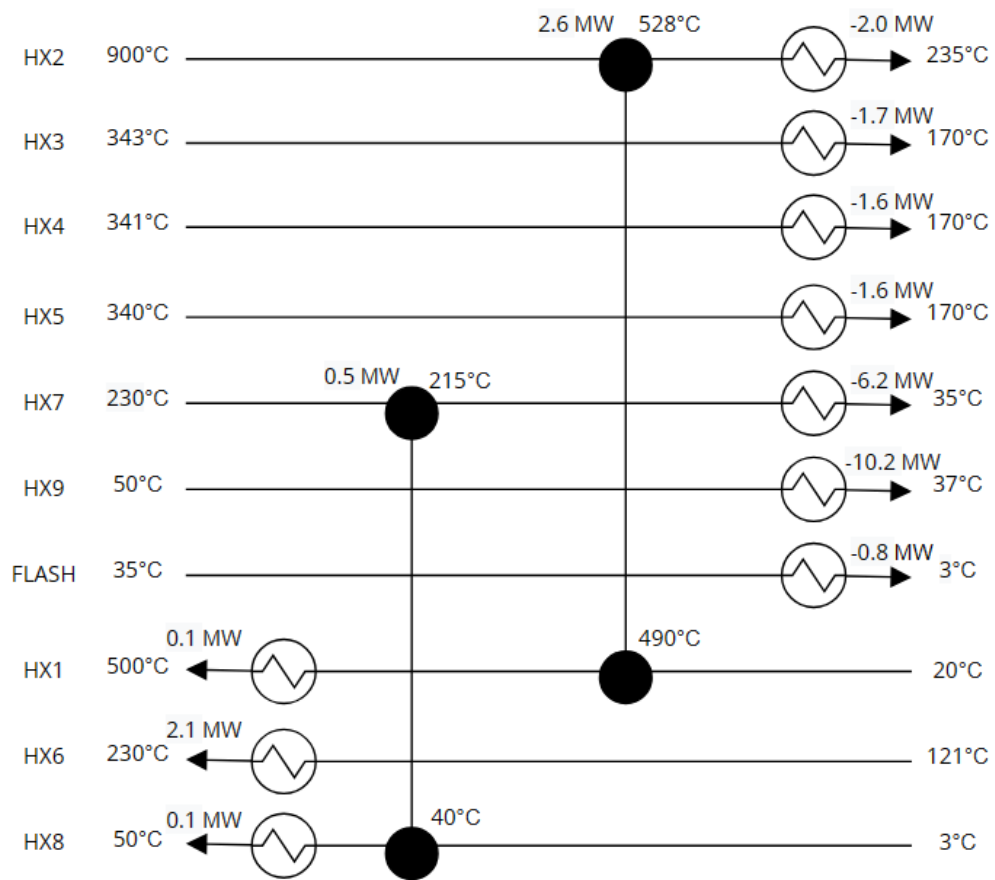 2.6 MW 528°C -2.0 MW
HX2 900°C 235°C
-1.7 MW
HX3 343°C 170°C
-1.6 MW
HX4 341°C 170°C
-1.6 MW
HX5 340°C 170°C
0.5 MW 215°C -6.2 MW
HX7 230°C 35°C
-10.2 MW
HX9 50°C 37°C
-0.8 MW
FLASH 35°C 3°C
0.1 MW 490°C
HX1 500°C 20°C
2.1 MW
HX6 230°C 121°C
0.1 MW 40°C
HX8 50°C 3°C